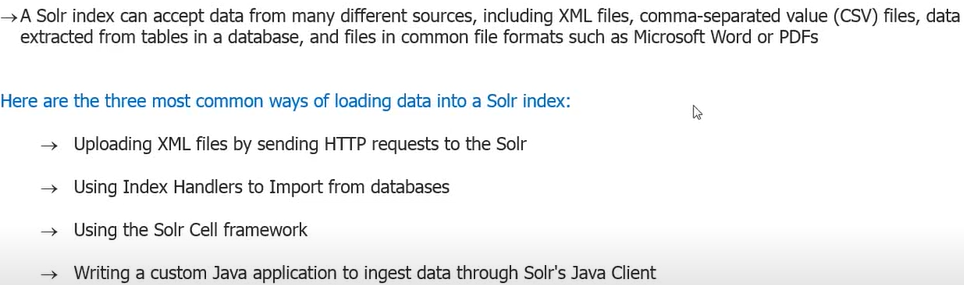 →A Solr index can accept data from many different sources, including XML files, comma-separated value (CSV) files, data
extracted from tables in a database, and files in common file formats such as Microsoft Word or PDFs
Here are the three most common ways of loading data into a Solr index:
→ Uploading XML files by sending HTTP requests to the Solr
→ Using Index Handlers to Import from databases
→ Using the Solr Cell framework
→ Writing a custom Java application to ingest data through Solr's Java Client